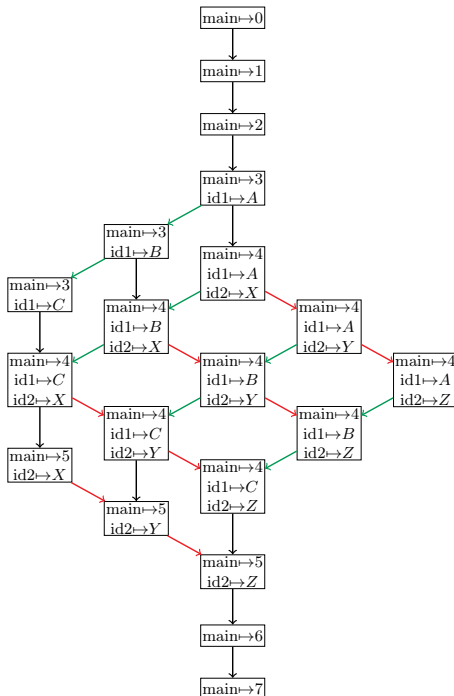 main↦0
main↦1
main↦2
main↦3
id1↦A
main↦3
id1↦B
main↦4
id1↦A
id2↦X
main↦3
id1↦C
main↦4
id1↦B
id2↦X
main↦4
id1↦A
id2↦Y
main↦4
id1↦C
id2↦X
main↦4
id1↦B
id2↦Y
main↦4
id1↦A
id2↦Z
main↦4
id1↦C
id2↦Y
main↦4
id1↦B
id2↦Z
main↦5
id2↦X
main↦4
id1↦C
id2↦Z
main↦5
id2↦Y
main↦5
id2↦Z
main↦6
main↦7